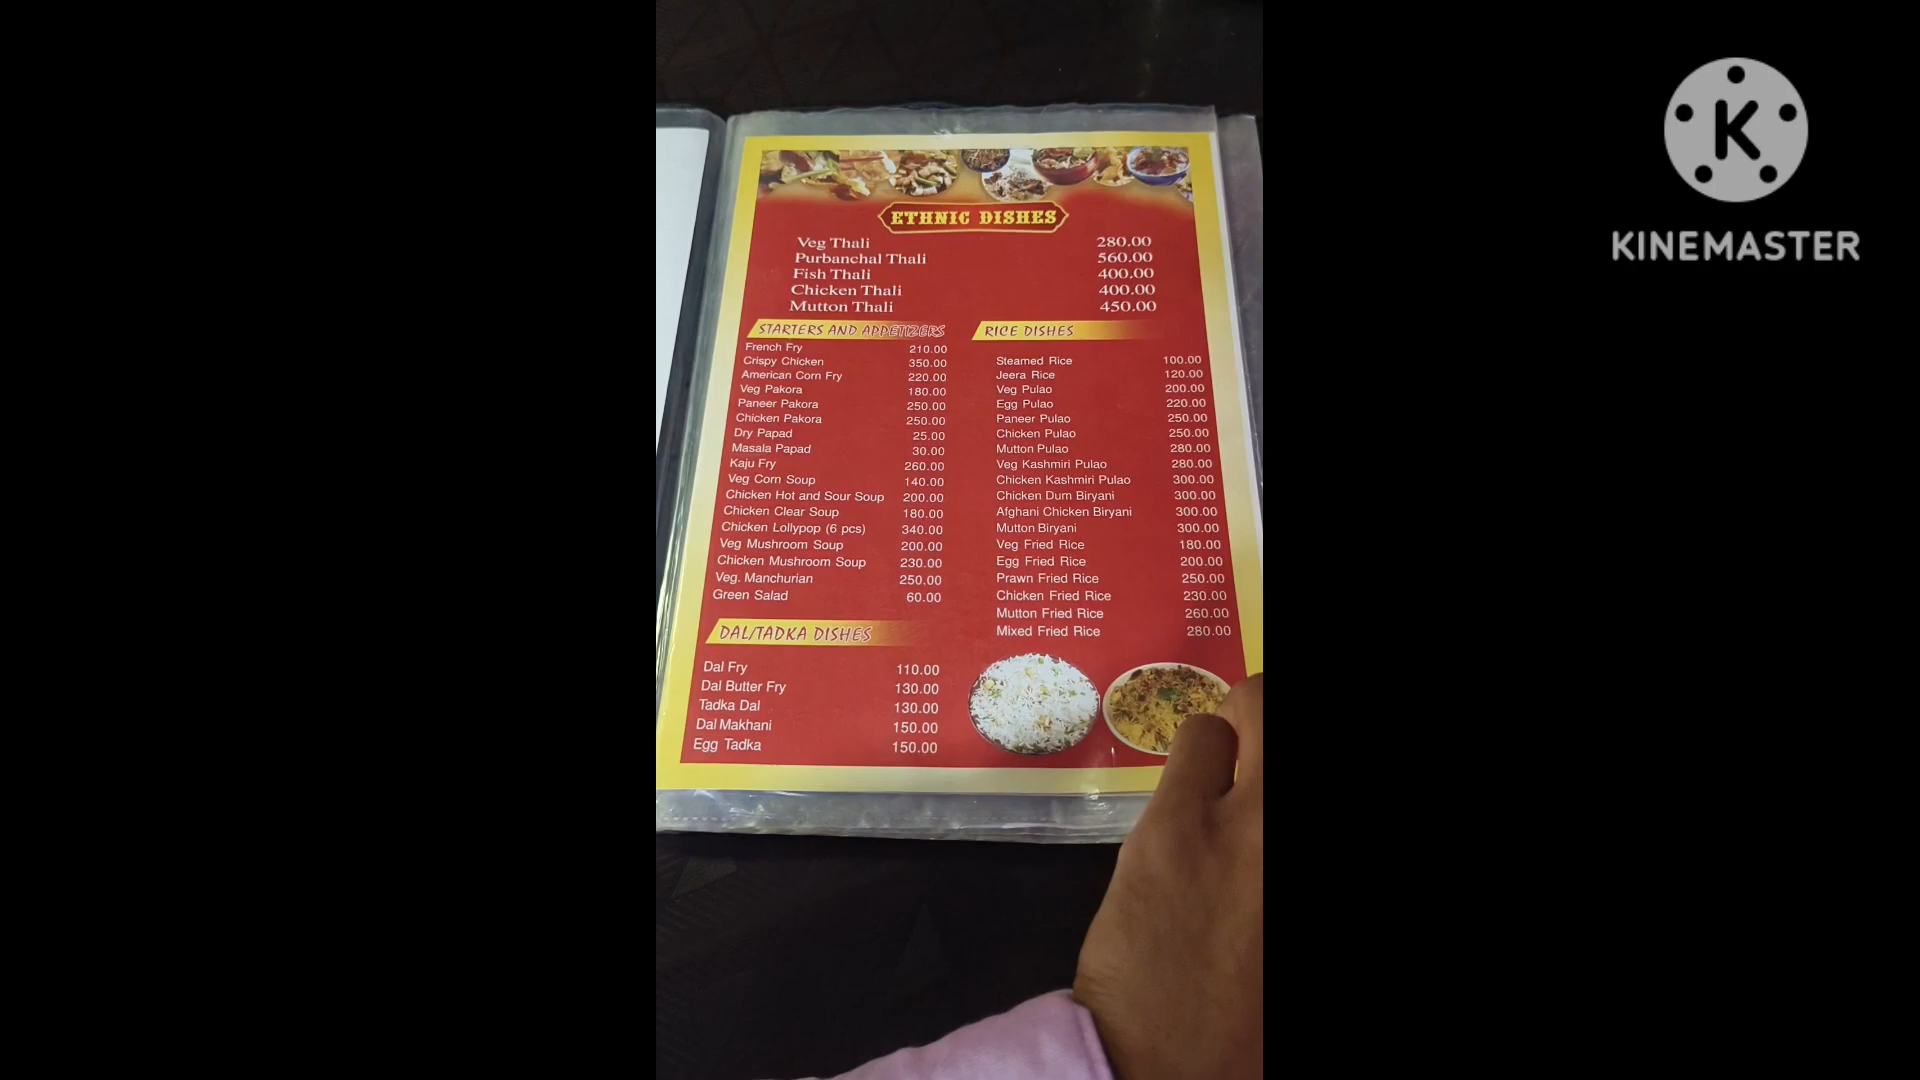 ETHNIC DISHES
Veg Thali 280.00
Purbanchal Thali 560.00
Fish Thali 400.00
Chicken Thali 400.00
Mutton Thali 450.00
STARTERS AND APPETIZERS
French Fry 210.00
Crispy Chicken 350.00
American Corn Fry 220.00
Veg Pakora 180.00
Paneer Pakora 250.00
Chicken Pakora 250.00
Dry Papad 25.00
Masala Papad 30.00
Kaju Fry 260.00
Veg Corn Soup 140.00
Chicken Hot and Sour Soup 200.00
Chicken Clear Soup 180.00
Chicken Lollypop (6 pcs) 340.00
Veg Mushroom Soup 200.00
Chicken Mushroom Soup 230.00
Veg. Manchurian 250.00
Green Salad 60.00
DAL/TADKA DISHES
Dal Fry 110.00
Dal Butter Fry 130.00
Tadka Dal 130.00
Dal Makhani 150.00
Egg Tadka 150.00
RICE DISHES
Steamed Rice 100.00
Jeera Rice 120.00
Veg Pulao 200.00
Egg Pulao 220.00
Paneer Pulao 250.00
Chicken Pulao 250.00
Mutton Pulao 280.00
Veg Kashmiri Pulao 280.00
Chicken Kashmiri Pulao 300.00
Chicken Dum Biryani 300.00
Afghani Chicken Biryani 300.00
Mutton Biryani 300.00
Veg Fried Rice 180.00
Egg Fried Rice 200.00
Prawn Fried Rice 250.00
Chicken Fried Rice 230.00
Mutton Fried Rice 260.00
Mixed Fried Rice 280.00
K
KINEMASTER